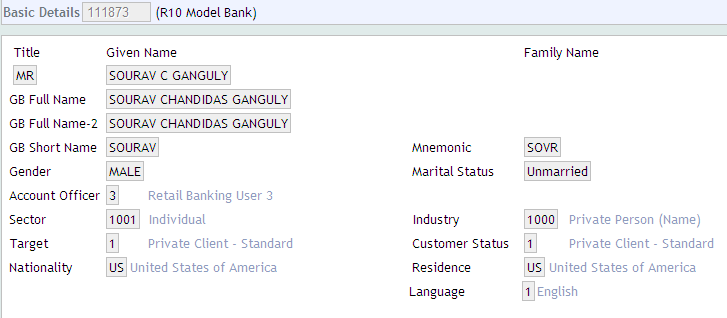 Basic Details 111873 (R10 Model Bank)
Title Given Name Family Name
MR SOURAV C GANGULY
GB Full Name SOURAV CHANDIDAS GANGULY
GB Full Name-2 SOURAV CHANDIDAS GANGULY
GB Short Name SOURAV Mnemonic SOVR
Gender MALE Marital Status Unmarried
Account Officer 3 Retail Banking User 3
Sector 1001 Individual Industry 1000 Private Person (Name)
Target 1 Private Client - Standard Customer Status 1 Private Client - Standard
Nationality US United States of America Residence US United States of America
Language 1 English